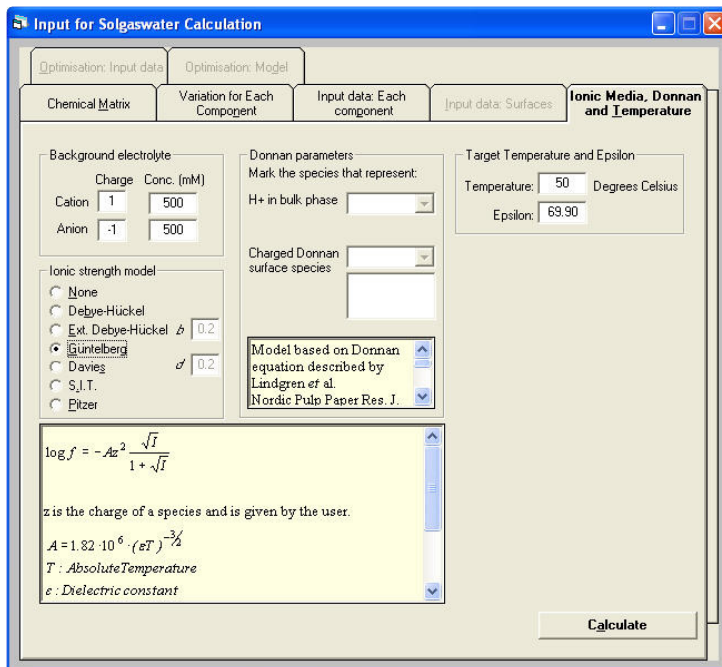 Input for Solgaswater Calculation
Optimisation: Input data
Optimisation: Model
Chemical Matrix
Variation for Each
Component
Input data: Each
component
Input data: Surfaces
Ionic Media, Donnan
and Temperature
Background electrolyte
Charge Conc. (mM)
Cation 1 500
Anion -1 500
Ionic strength model
None
Debye-Hückel
Ext. Debye-Hückel b 0.2
Güntelberg
Davies d 0.2
S.I.T.
Pitzer
Donnan parameters
Mark the species that represent:
H+ in bulk phase
Charged Donnan
surface species
Model based on Donnan
equation described by
Lindgren et al.
Nordic Pulp Paper Res. J.
Target Temperature and Epsilon
Temperature: 50 Degrees Celsius
Epsilon: 69.90
log f = -Az² √I / 1 + √I
z is the charge of a species and is given by the user.
A = 1.82 ·10⁶ ·(εT)^-3/2
T : AbsoluteTemperature
ε : Dielectric constant
Calculate